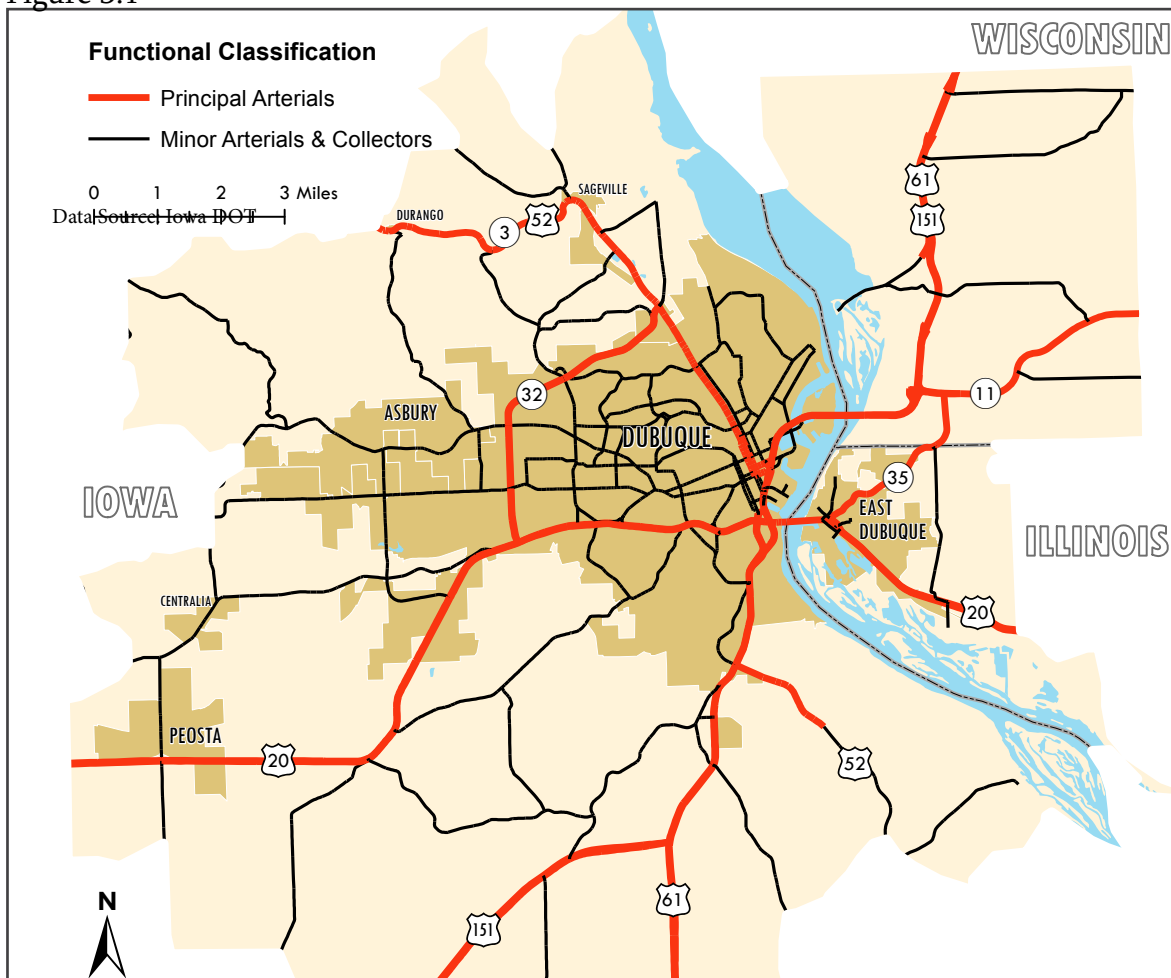 Figure 3.1
WISCONSIN
Functional Classification
Principal Arterials
Minor Arterials & Collectors
0 1 2 3 Miles
Data Source: Iowa DOT
SAGEVILLE
DURANGO
3
52
61
151
32
11
ASBURY
DUBUQUE
IOWA
35
EAST
DUBUQUE
ILLINOIS
CENTRALIA
20
PEOSTA
20
52
61
151
N